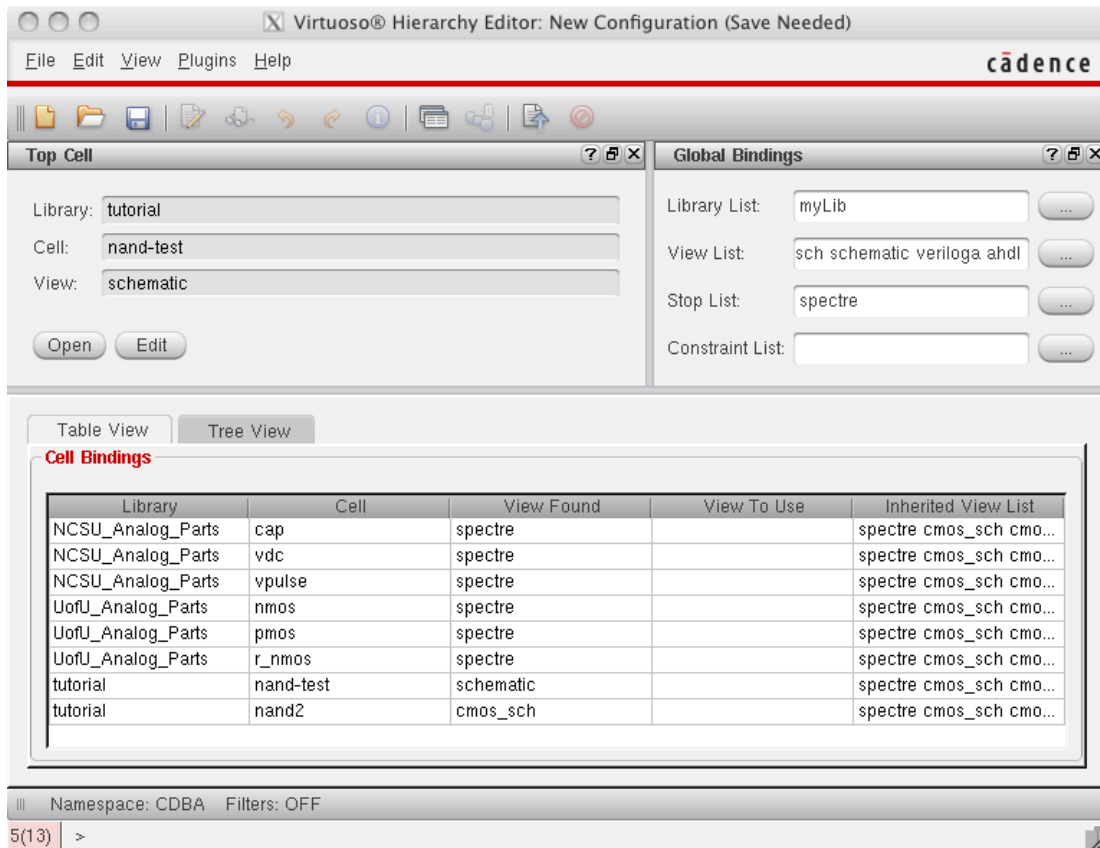 Virtuoso® Hierarchy Editor: New Configuration (Save Needed)
File Edit View Plugins Help
cādence
Top Cell
Library: tutorial
Cell: nand-test
View: schematic
Open Edit
Global Bindings
Library List: myLib ...
View List: sch schematic veriloga ahdl ...
Stop List: spectre ...
Constraint List: ...
Table View Tree View
Cell Bindings
Library Cell View Found View To Use Inherited View List
NCSU_Analog_Parts cap spectre spectre cmos_sch cmo...
NCSU_Analog_Parts vdc spectre spectre cmos_sch cmo...
NCSU_Analog_Parts vpulse spectre spectre cmos_sch cmo...
UofU_Analog_Parts nmos spectre spectre cmos_sch cmo...
UofU_Analog_Parts pmos spectre spectre cmos_sch cmo...
UofU_Analog_Parts r_nmos spectre spectre cmos_sch cmo...
tutorial nand-test schematic spectre cmos_sch cmo...
tutorial nand2 cmos_sch spectre cmos_sch cmo...
Namespace: CDBA Filters: OFF
5(13) >